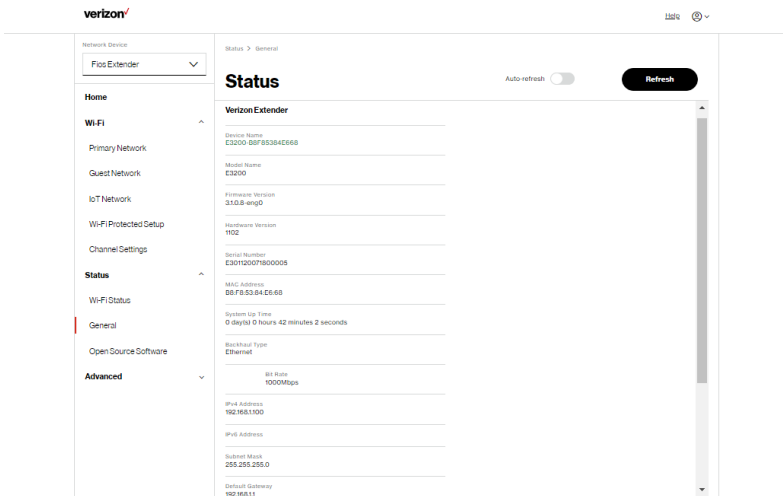 verizon✓
Help
Network Device
Fios Extender
Home
Wi-Fi
Primary Network
Guest Network
IoT Network
Wi-Fi Protected Setup
Channel Settings
Status
Wi-Fi Status
General
Open Source Software
Advanced
Status > General
Status
Auto-refresh
Refresh
Verizon Extender
Device Name
E3200-B8F85384E668
Model Name
E3200
Firmware Version
3.1.0.8-eng0
Hardware Version
1102
Serial Number
E301120071800005
MAC Address
B8:F8:53:84:E6:68
System Up Time
0 day(s) 0 hours 42 minutes 2 seconds
Backhaul Type
Ethernet
Bit Rate
1000Mbps
IPv4 Address
192.168.1.100
IPv6 Address
Subnet Mask
255.255.255.0
Default Gateway
192.168.1.1